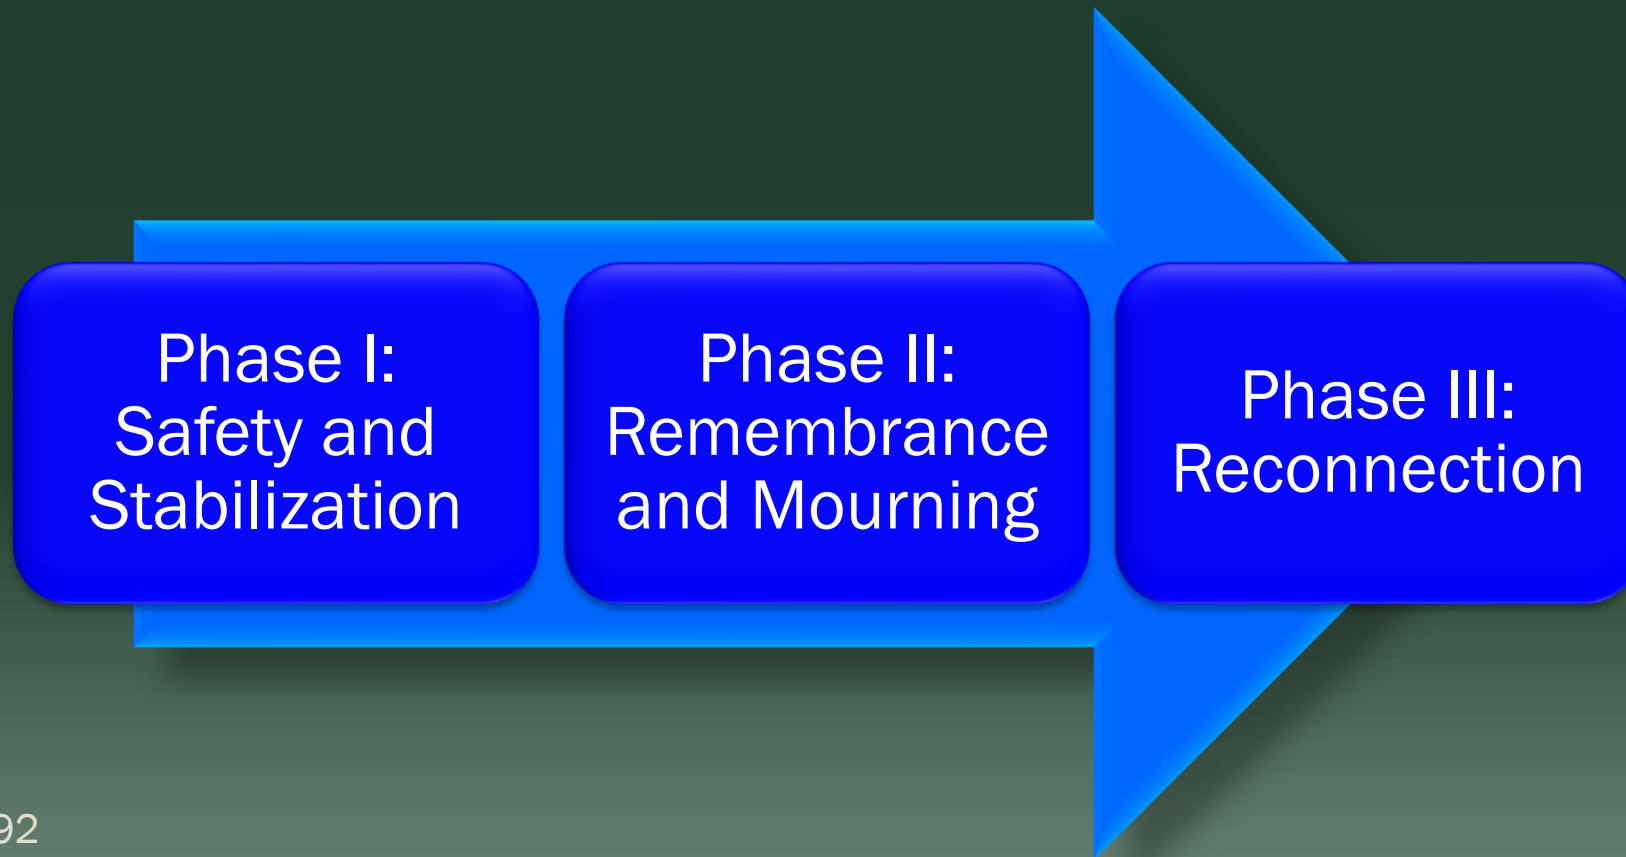 Phase I:
Safety and
Stabilization
Phase II:
Remembrance
and Mourning
Phase III:
Reconnection
92